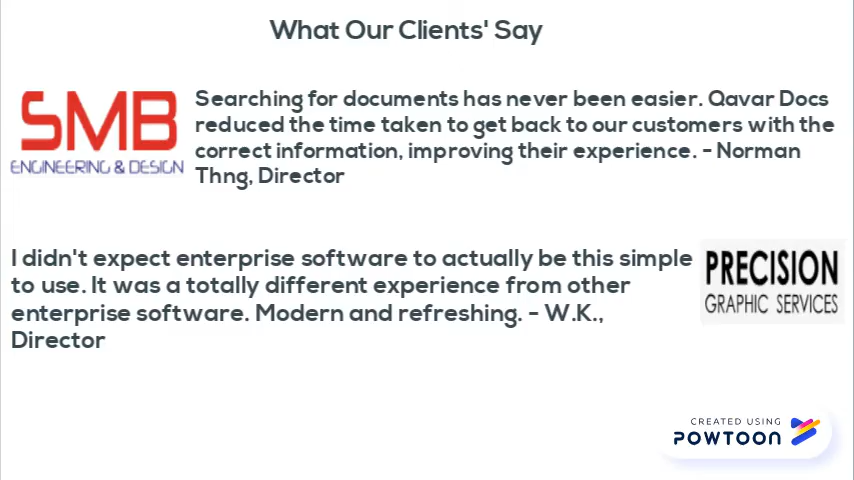 What Our Clients' Say
SMB
ENGINEERING & DESIGN
Searching for documents has never been easier. Qavar Docs
reduced the time taken to get back to our customers with the
correct information, improving their experience. - Norman
Thng, Director
I didn't expect enterprise software to actually be this simple
to use. It was a totally different experience from other
enterprise software. Modern and refreshing. - W.K.,
Director
PRECISION
GRAPHIC SERVICES
CREATED USING
POWTOON